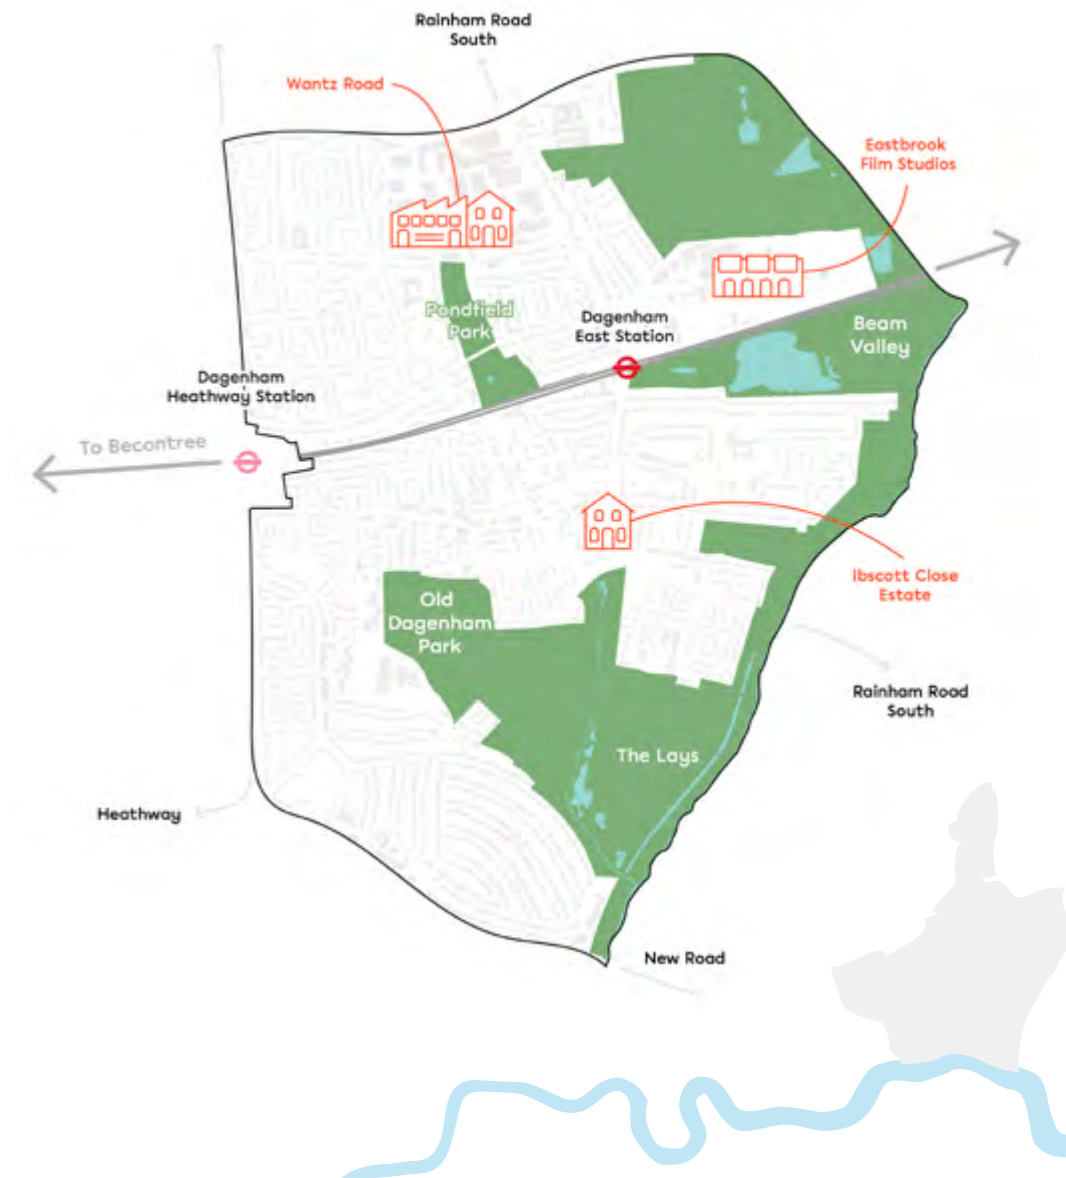 Rainham Road
South
Wantz Road
Eastbrook
Film Studios
Pondfield
Park
Dagenham
East Station
Beam
Valley
Dagenham
Heathway Station
To Becontree
Ibscott Close
Estate
Old
Dagenham
Park
Rainham Road
South
The Lays
Heathway
New Road